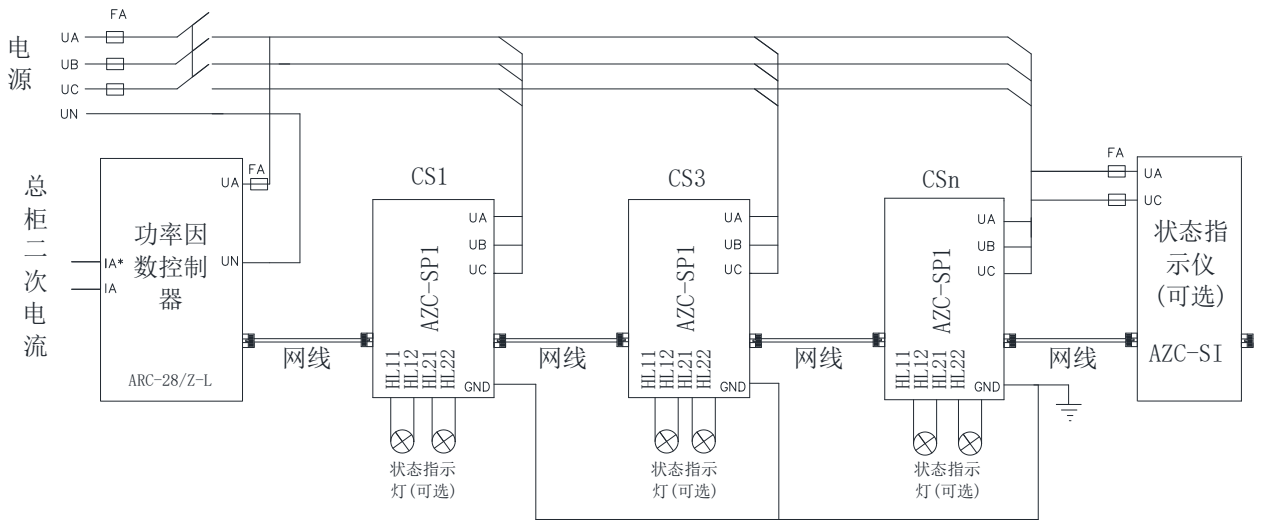 FA
电源
UA
UB
UC
UN
总柜二次电流
UA
FA
功率因
数控制
器
UN
IA*
IA
ARC-28/Z-L
网线
CS1
UA
UB
UC
AZC-SP1
HL11
HL12
HL21
HL22
GND
状态指示
灯(可选)
网线
CS3
UA
UB
UC
AZC-SP1
HL11
HL12
HL21
HL22
GND
状态指示
灯(可选)
网线
CSn
UA
UB
UC
AZC-SP1
HL11
HL12
HL21
HL22
GND
状态指示
灯(可选)
网线
FA
UA
UC
状态指
示仪
(可选)
AZC-SI